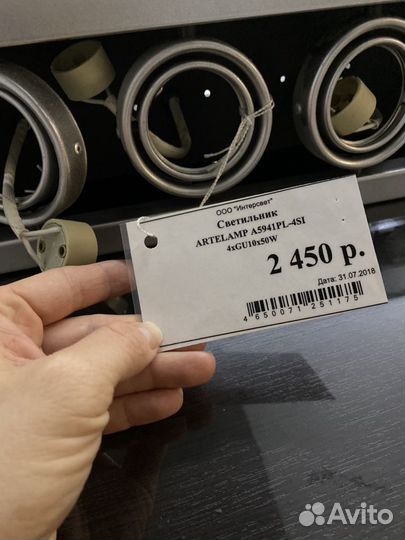 ООО "Интерсвет"
Светильник
ARTELAMP A5941PL-4SI
4xGU10x50W
2 450 р.
Дата: 31.07.2018
4 650071 251175
Avito